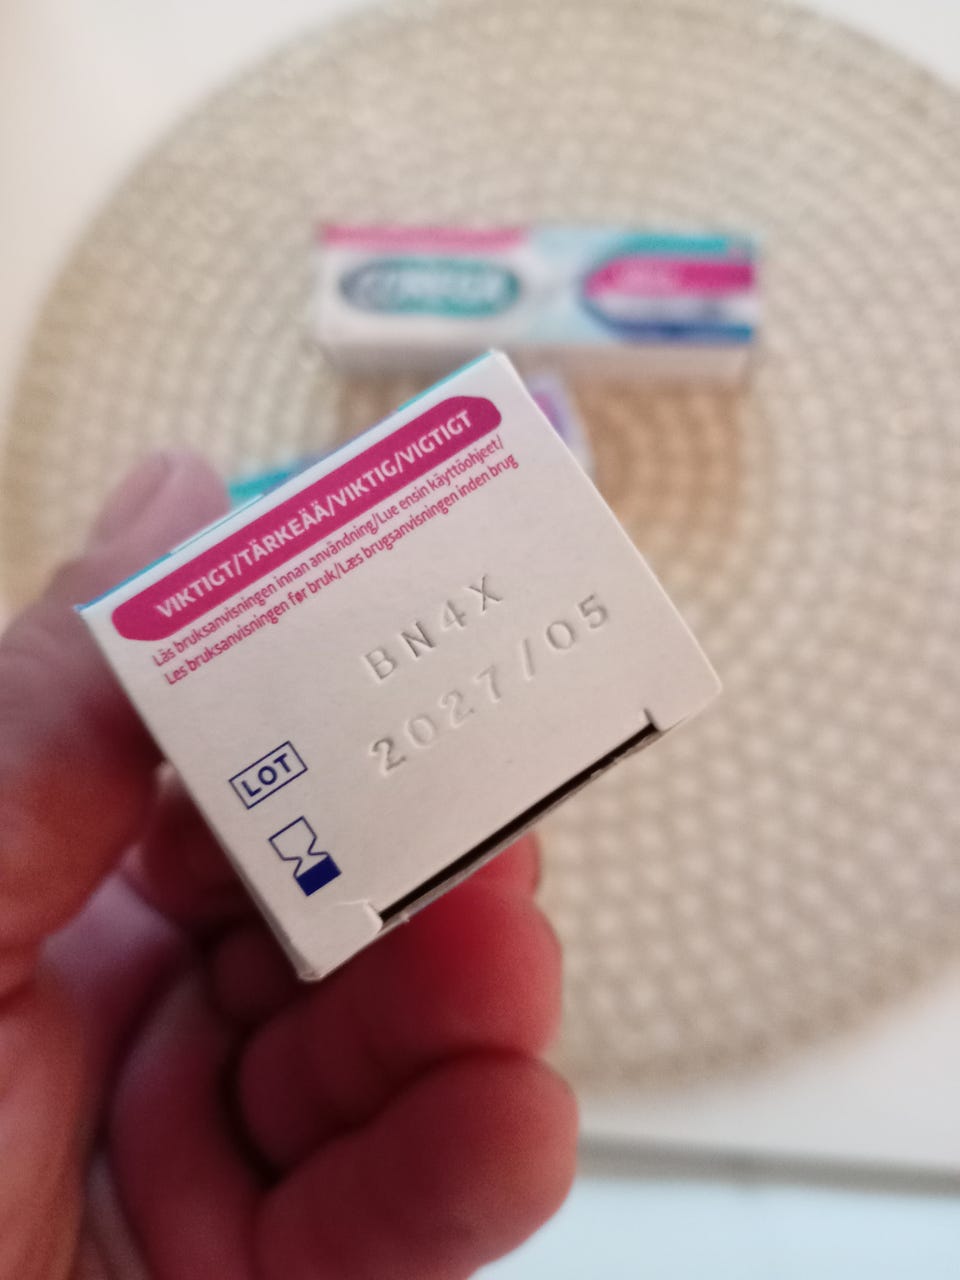 VIKTIGT/TÄRKEÄÄ/VIKTIG/VIGTIGT
Läs bruksanvisningen innan användning/Lue ensin käyttöohjeet/
Les bruksanvisningen før bruk/Læs brugsanvisningen inden brug
BN4X
2027/05
LOT